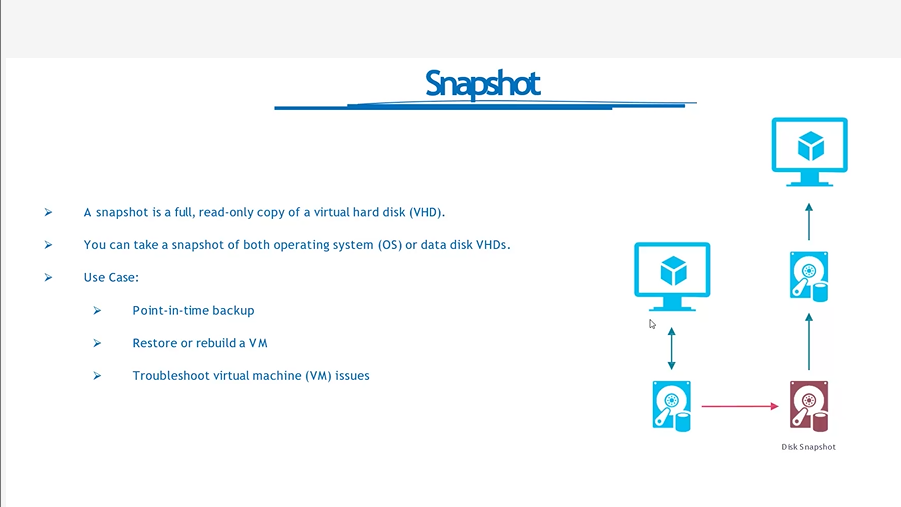 Snapshot
A snapshot is a full, read-only copy of a virtual hard disk (VHD).
You can take a snapshot of both operating system (OS) or data disk VHDs.
Use Case:
Point-in-time backup
Restore or rebuild a VM
Troubleshoot virtual machine (VM) issues
Disk Snapshot